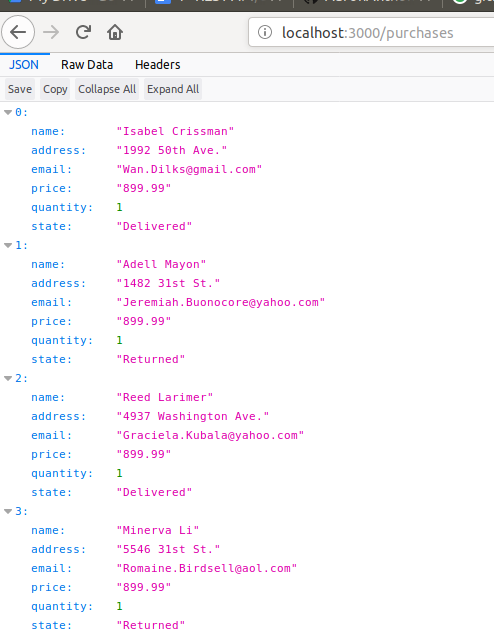 localhost:3000/purchases
JSON Raw Data Headers
Save Copy Collapse All Expand All
0:
name: "Isabel Crissman"
address: "1992 50th Ave."
email: "Wan.Dilks@gmail.com"
price: "899.99"
quantity: 1
state: "Delivered"
1:
name: "Adell Mayon"
address: "1482 31st St."
email: "Jeremiah.Buonocore@yahoo.com"
price: "899.99"
quantity: 1
state: "Returned"
2:
name: "Reed Larimer"
address: "4937 Washington Ave."
email: "Graciela.Kubala@yahoo.com"
price: "899.99"
quantity: 1
state: "Delivered"
3:
name: "Minerva Li"
address: "5546 31st St."
email: "Romaine.Birdsell@aol.com"
price: "899.99"
quantity: 1
state: "Returned"